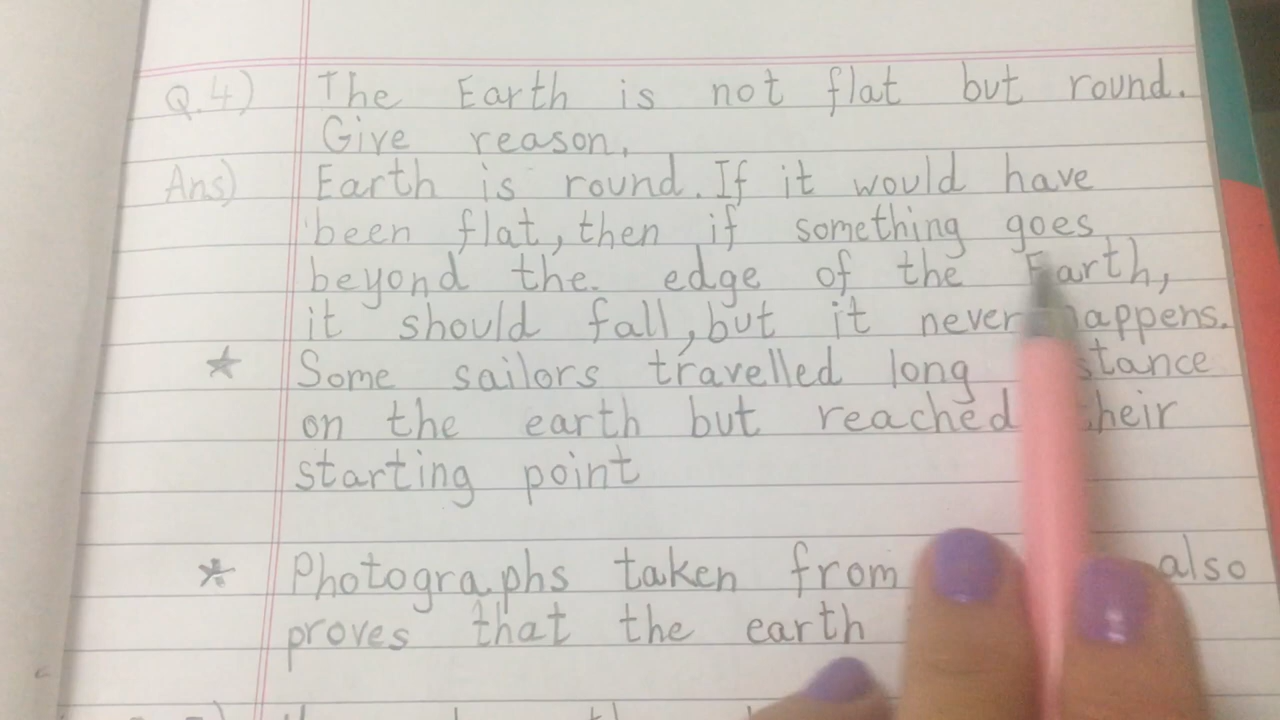 Q.4) The Earth is not flat but round.
Give reason.
Ans) Earth is round. If it would have
been flat, then if something goes
beyond the edge of the Earth,
it should fall, but it never happens.
* Some sailors travelled long
on the earth but reached their
starting point
* Photographs taken from also
proves that the earth